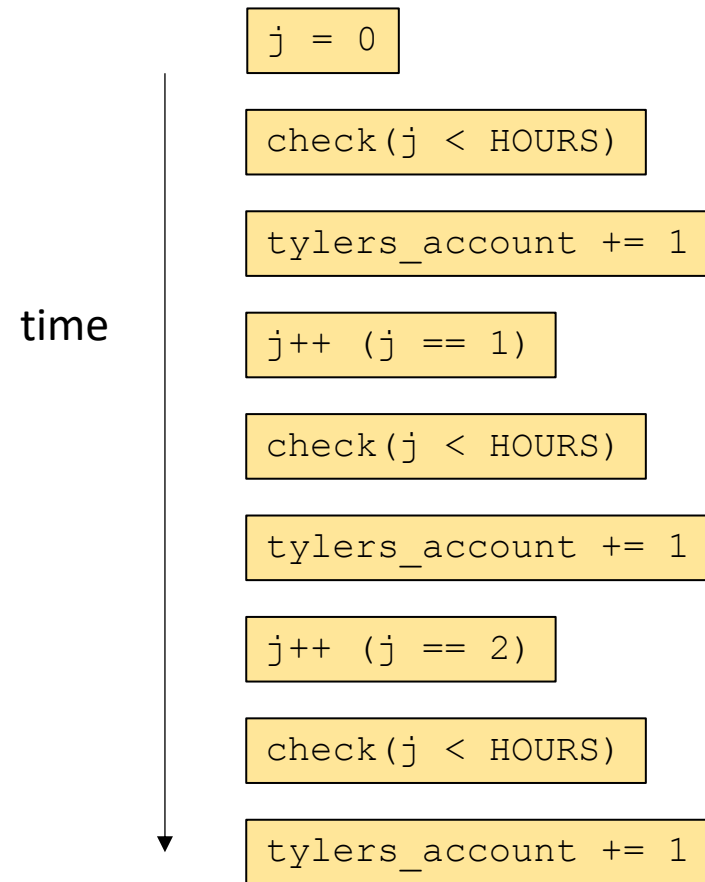 j = 0
check(j < HOURS)
tylers_account += 1
time
j++ (j == 1)
check(j < HOURS)
tylers_account += 1
j++ (j == 2)
check(j < HOURS)
tylers_account += 1